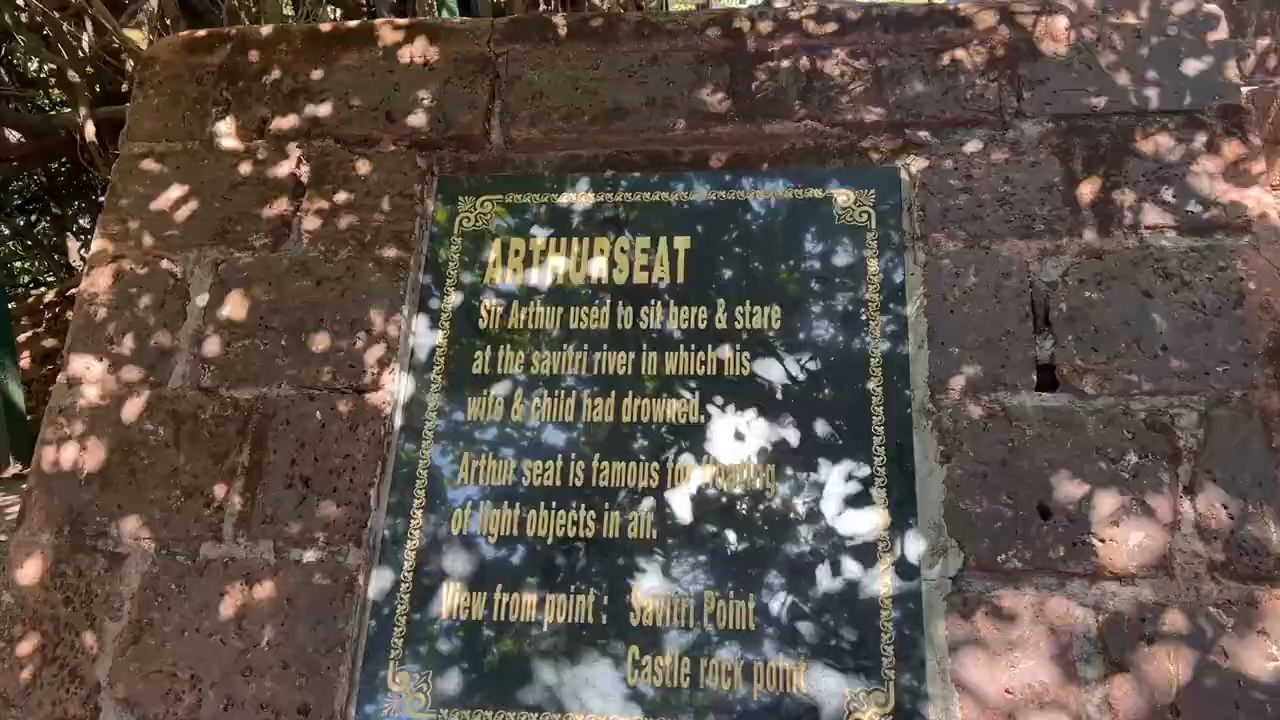 ARTHURSEAT
Sir Arthur used to sit here & stare
at the savitri river in which his
wife & child had drowned.
Arthur seat is famous for floating
of light objects in air.
View from point : Savitri Point
Castle rock point